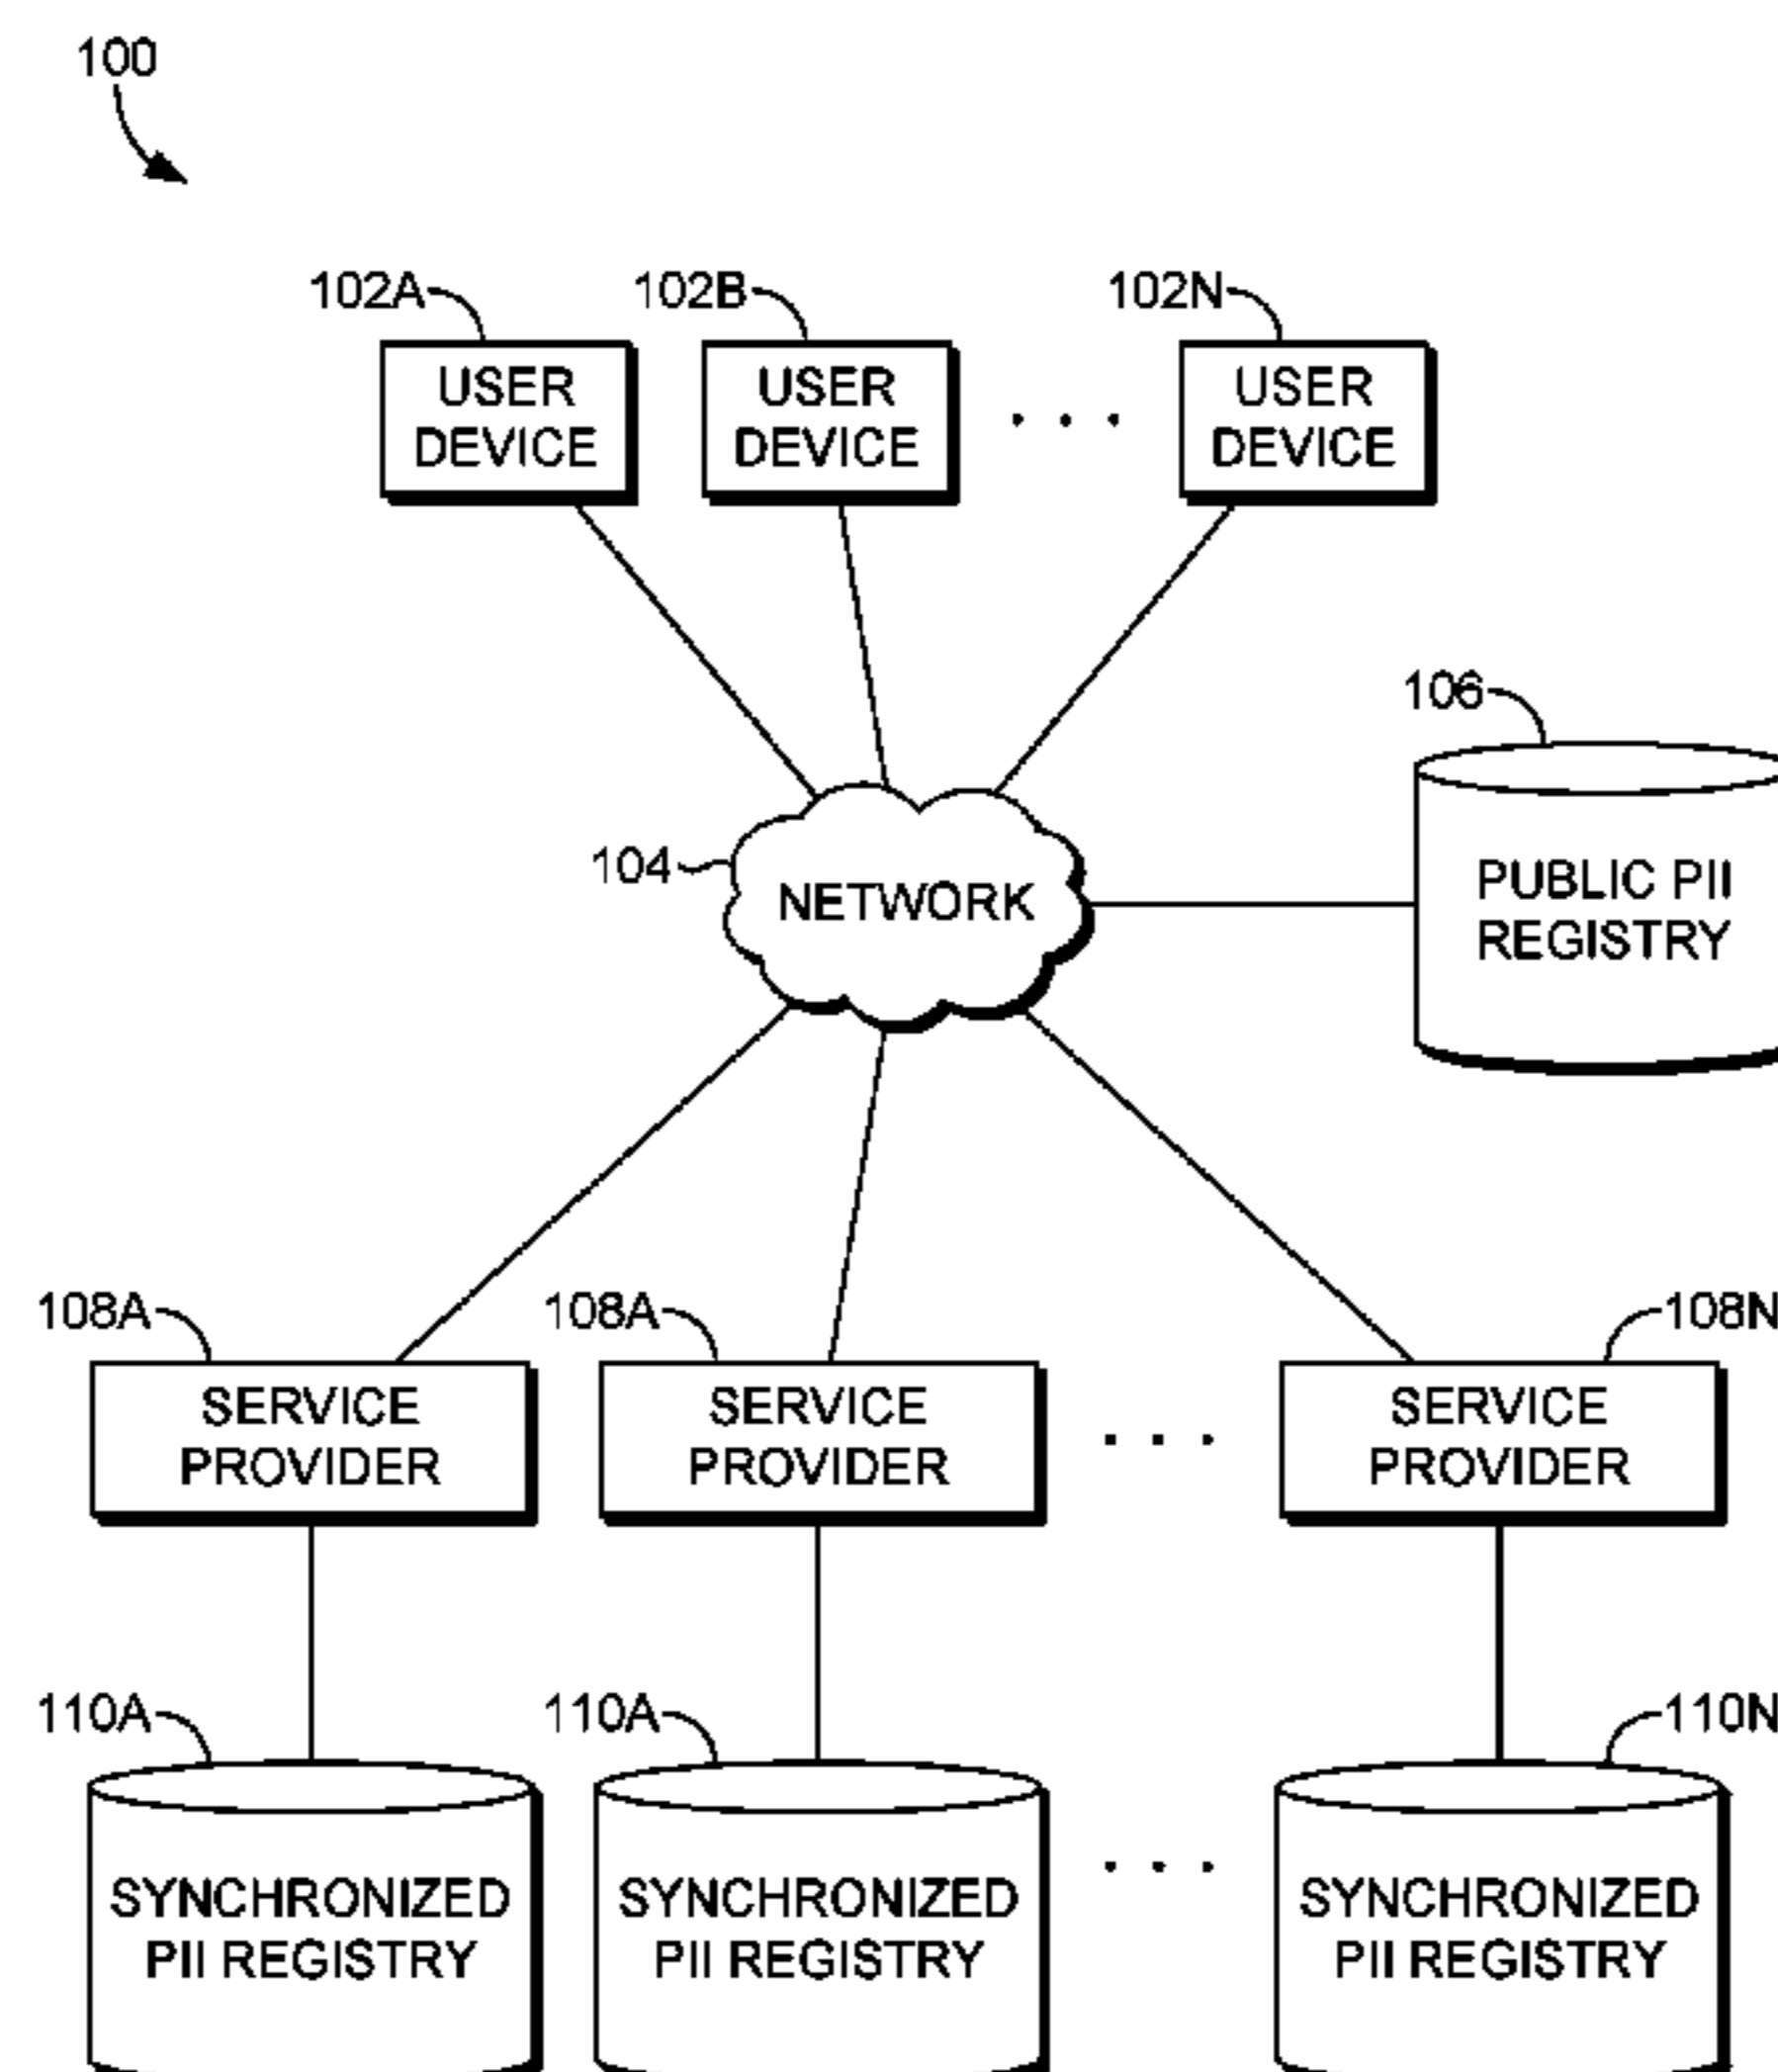 100
102A
102B
102N
USER
DEVICE
USER
DEVICE
. . .
USER
DEVICE
106
104
NETWORK
PUBLIC PII
REGISTRY
108A
108A
108N
SERVICE
PROVIDER
SERVICE
PROVIDER
. . .
SERVICE
PROVIDER
110A
110A
110N
SYNCHRONIZED
PII REGISTRY
SYNCHRONIZED
PII REGISTRY
. . .
SYNCHRONIZED
PII REGISTRY